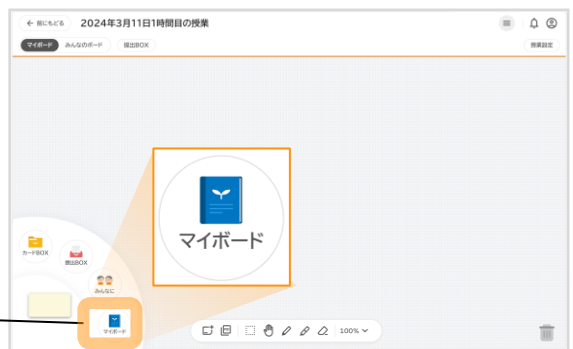 ← 前にもどる 2024年3月11日1時間目の授業
マイボード みんなのボード 提出BOX 授業設定
マイボード
カードBOX
提出BOX
みんなに
マイボード
100%